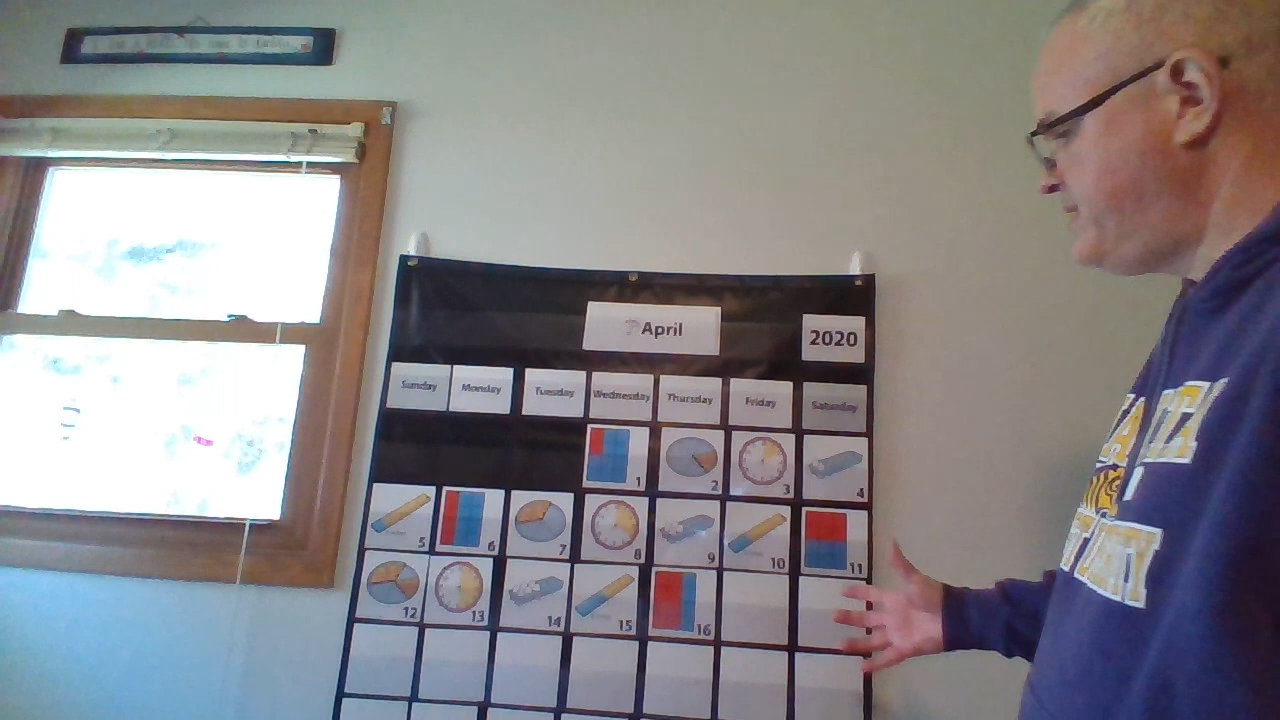 April
2020
Sunday Monday Tuesday Wednesday Thursday Friday Saturday
1 2 3 4
5 6 7 8 9 10 11
12 13 14 15 16